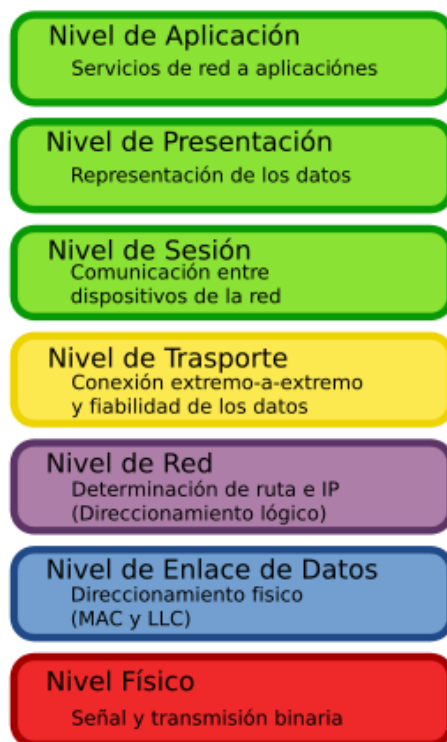 Nivel de Aplicación
Servicios de red a aplicaciónes
Nivel de Presentación
Representación de los datos
Nivel de Sesión
Comunicación entre
dispositivos de la red
Nivel de Trasporte
Conexión extremo-a-extremo
y fiabilidad de los datos
Nivel de Red
Determinación de ruta e IP
(Direccionamiento lógico)
Nivel de Enlace de Datos
Direccionamiento fisico
(MAC y LLC)
Nivel Físico
Señal y transmisión binaria